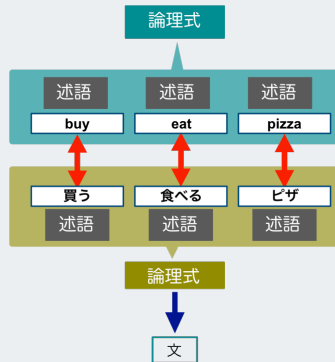 論理式
述語 述語 述語
buy eat pizza
買う 食べる ピザ
述語 述語 述語
論理式
文